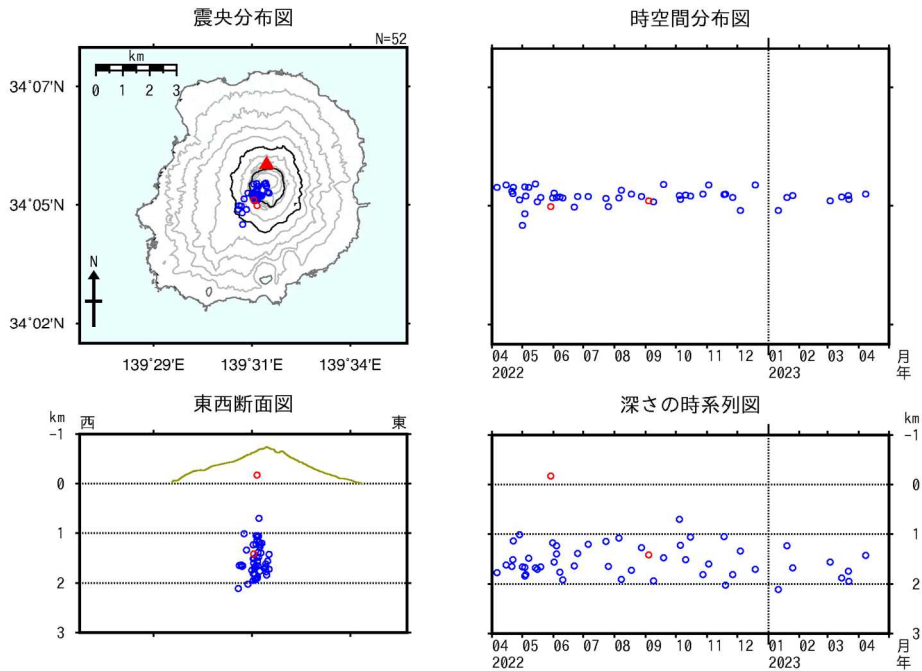 震央分布図
N=52
km
0 1 2 3
34°07'N
34°05'N
34°02'N
N
139°29'E 139°31'E 139°34'E
時空間分布図
04 05 06 07 08 09 10 11 12 01 02 03 04 月
2022 2023 年
東西断面図
km 西 東
-1
0
1
2
3
深さの時系列図
km
-1
0
1
2
3
04 05 06 07 08 09 10 11 12 01 02 03 04 月
2022 2023 年